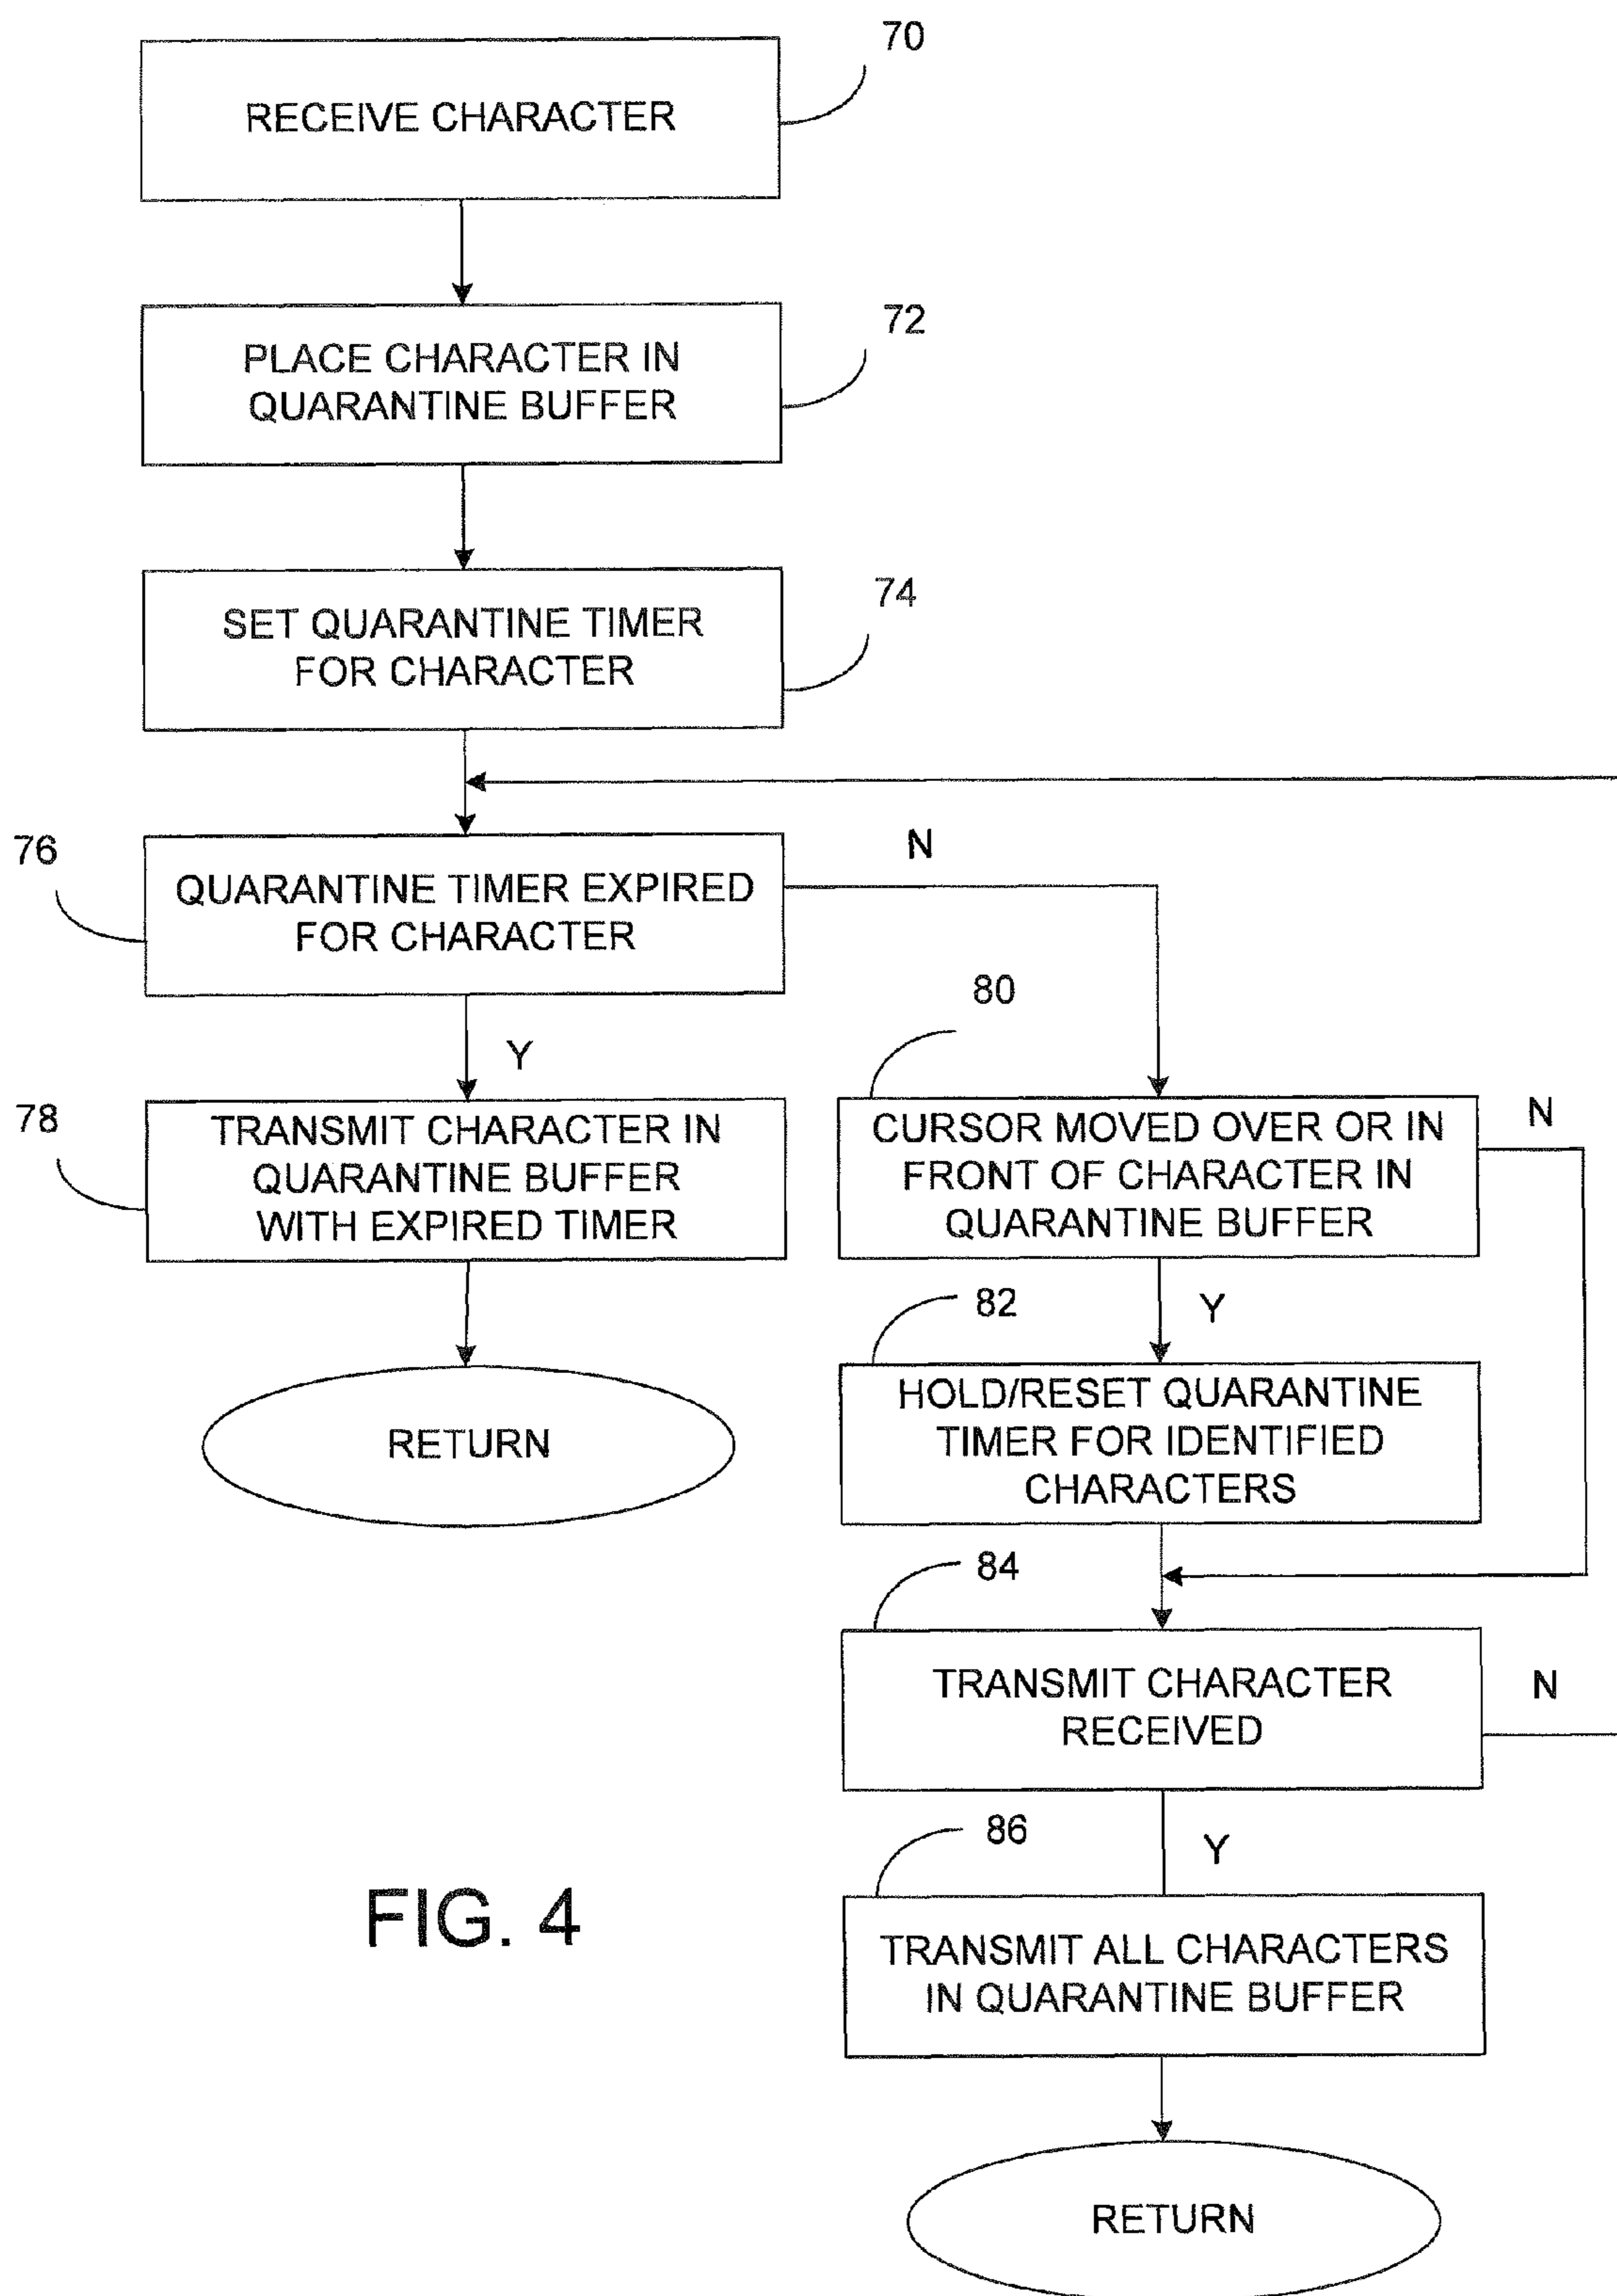 70
RECEIVE CHARACTER
72
PLACE CHARACTER IN
QUARANTINE BUFFER
74
SET QUARANTINE TIMER
FOR CHARACTER
76
QUARANTINE TIMER EXPIRED
FOR CHARACTER
N
Y
78
TRANSMIT CHARACTER IN
QUARANTINE BUFFER
WITH EXPIRED TIMER
RETURN
80
CURSOR MOVED OVER OR IN
FRONT OF CHARACTER IN
QUARANTINE BUFFER
N
Y
82
HOLD/RESET QUARANTINE
TIMER FOR IDENTIFIED
CHARACTERS
84
TRANSMIT CHARACTER
RECEIVED
N
Y
86
TRANSMIT ALL CHARACTERS
IN QUARANTINE BUFFER
RETURN
FIG. 4